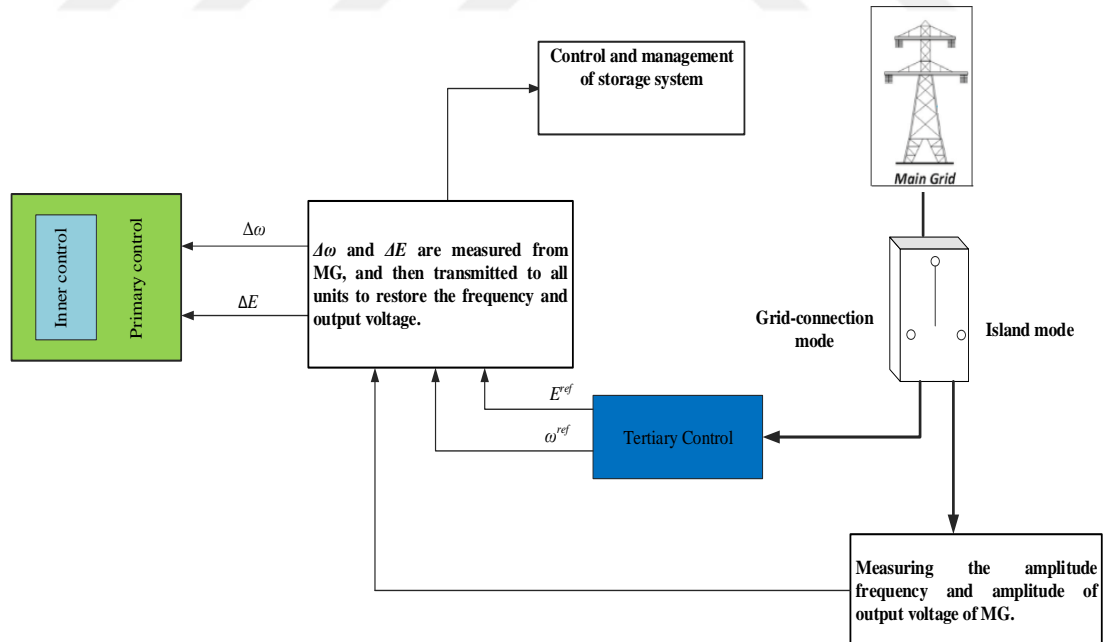 Control and management
of storage system
Main Grid
Inner control
Primary control
Δω
ΔE
Δω and ΔE are measured from
MG, and then transmitted to all
units to restore the frequency and
output voltage.
Grid-connection
mode
Island mode
E^ref
ω^ref
Tertiary Control
Measuring the amplitude
frequency and amplitude of
output voltage of MG.